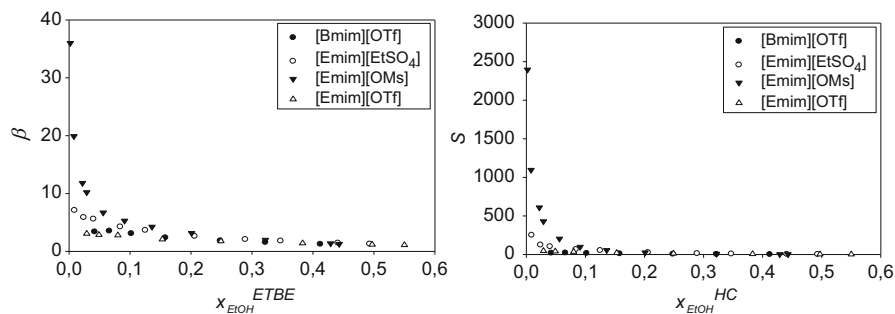 40
30
20
10
0
β
0,0 0,1 0,2 0,3 0,4 0,5 0,6
x EtOH ETBE
[Bmim][OTf]
[Emim][EtSO4]
[Emim][OMs]
[Emim][OTf]
3000
2500
2000
1500
1000
500
0
S
0,0 0,1 0,2 0,3 0,4 0,5 0,6
x EtOH HC
[Bmim][OTf]
[Emim][EtSO4]
[Emim][OMs]
[Emim][OTf]